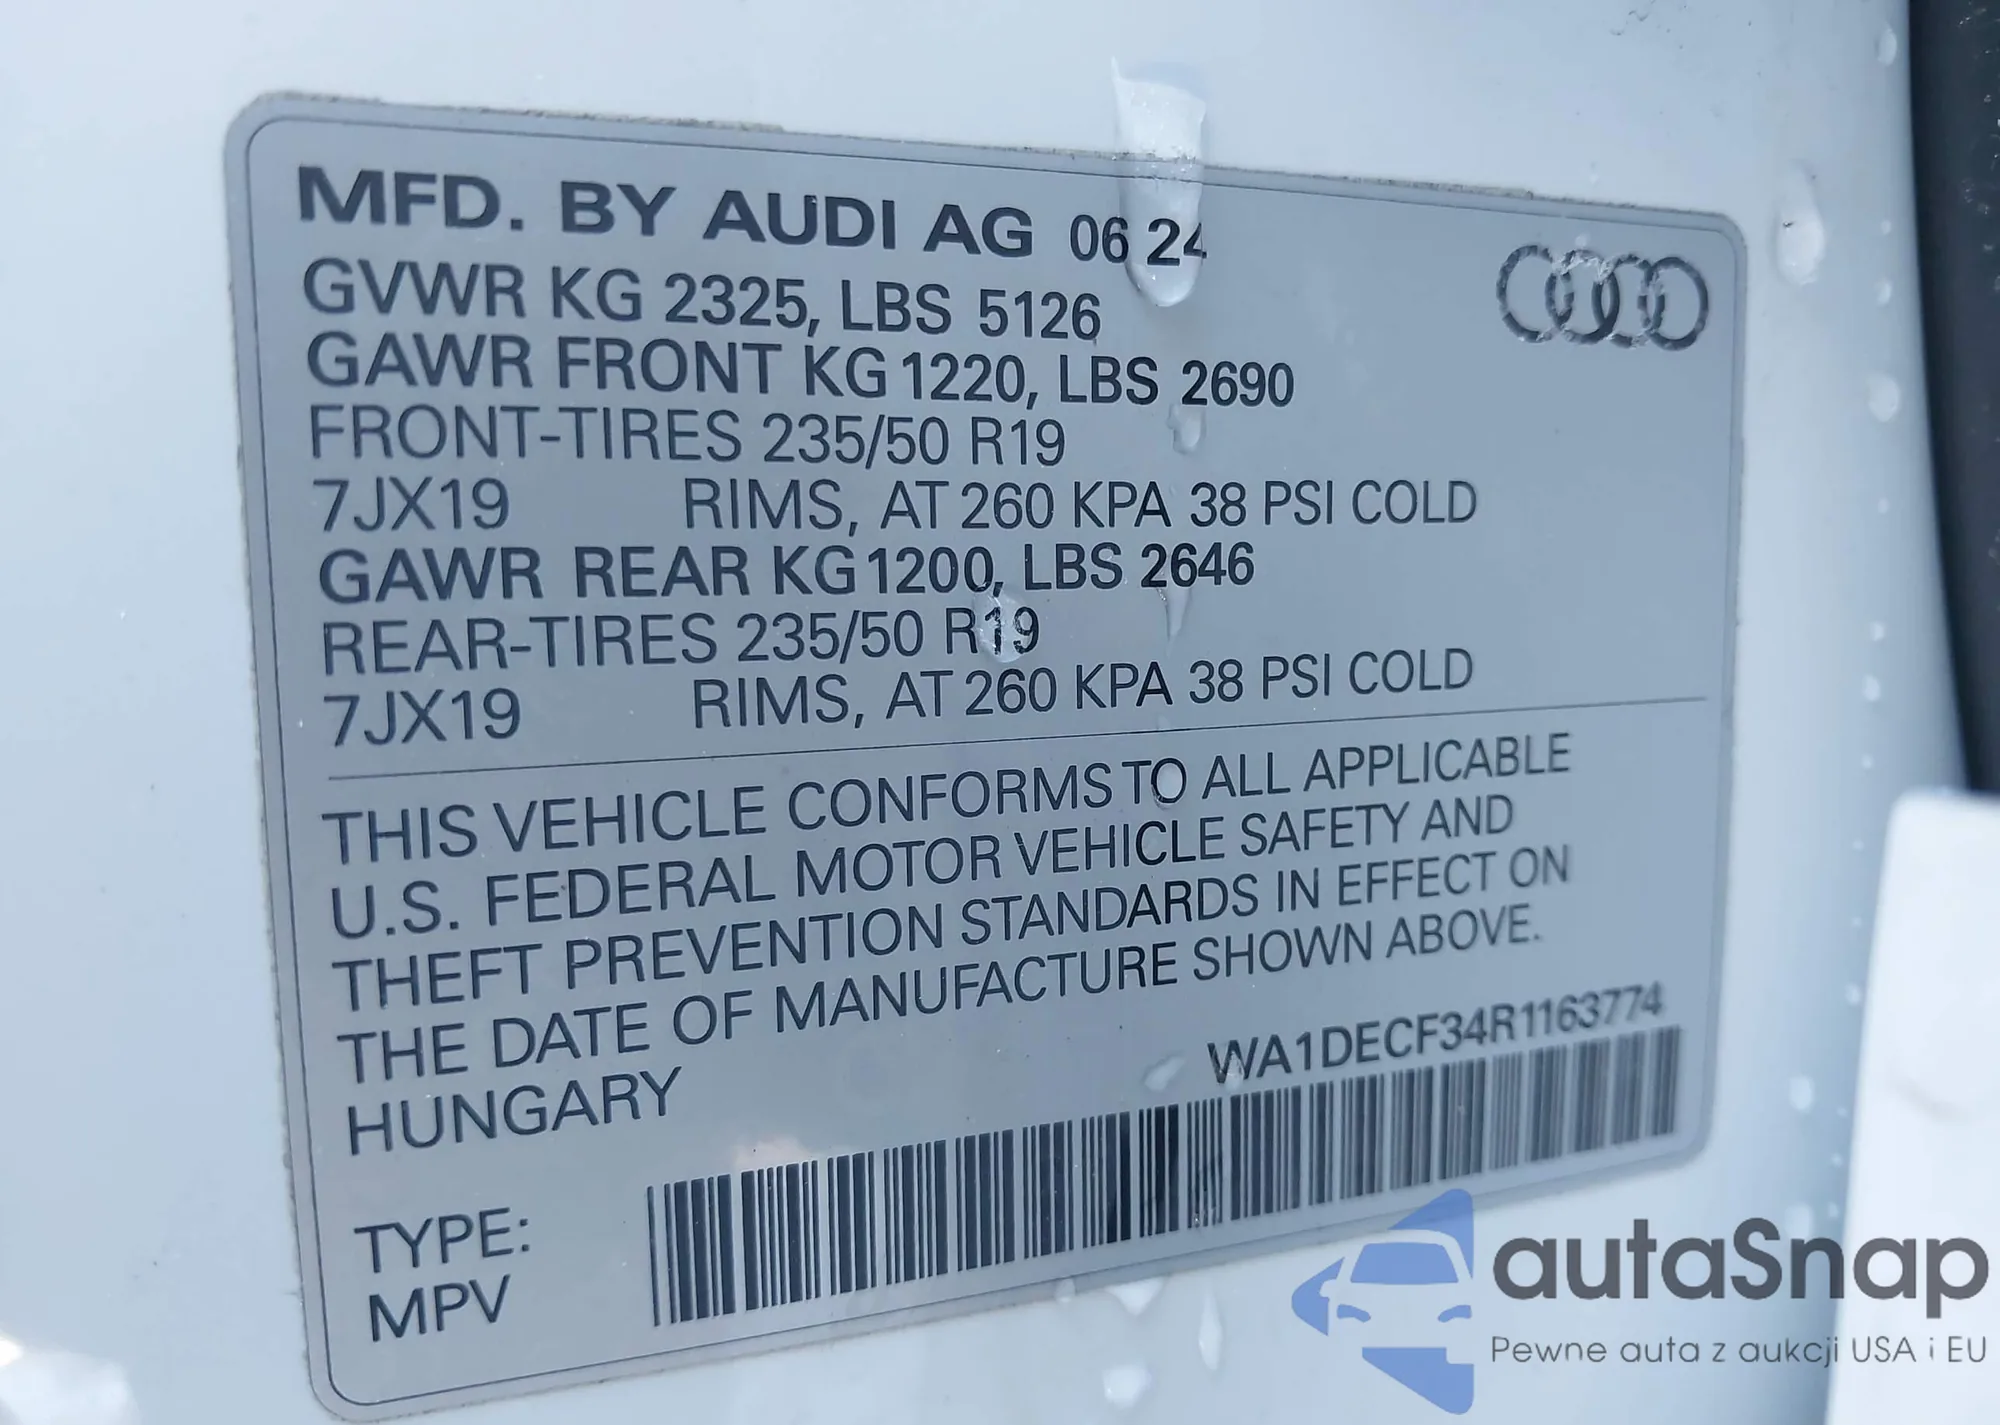 MFD. BY AUDI AG 06 24
GVWR KG 2325, LBS 5126
GAWR FRONT KG 1220, LBS 2690
FRONT-TIRES 235/50 R19
7JX19 RIMS, AT 260 KPA 38 PSI COLD
GAWR REAR KG 1200, LBS 2646
REAR-TIRES 235/50 R19
7JX19 RIMS, AT 260 KPA 38 PSI COLD
THIS VEHICLE CONFORMS TO ALL APPLICABLE
U.S. FEDERAL MOTOR VEHICLE SAFETY AND
THEFT PREVENTION STANDARDS IN EFFECT ON
THE DATE OF MANUFACTURE SHOWN ABOVE.
HUNGARY
WA1DECF34R1163774
TYPE:
MPV
autaSnap
Pewne auta z aukcji USA i EU